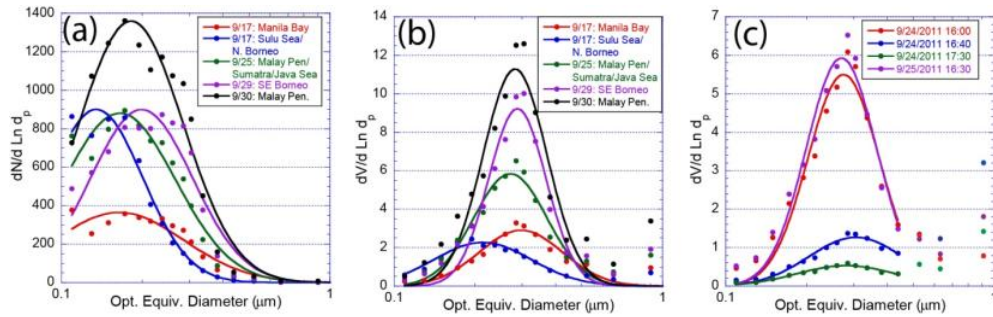 (a)
9/17: Manila Bay
9/17: Sulu Sea/
N. Borneo
9/25: Malay Pen/
Sumatra/Java Sea
9/29: SE Borneo
9/30: Malay Pen.
dN/d Ln dp
1400
1200
1000
800
600
400
200
0
0.1
1
Opt. Equiv. Diameter (μm)
(b)
9/17: Manila Bay
9/17: Sulu Sea/
N. Borneo
9/25: Malay Pen/
Sumatra/Java Sea
9/29: SE Borneo
9/30: Malay Pen.
dV/d Ln dp
14
12
10
8
6
4
2
0
0.1
1
Opt. Equiv. Diameter (μm)
(c)
9/24/2011 16:00
9/24/2011 16:40
9/24/2011 17:30
9/25/2011 16:30
dV/d Ln dp
7
6
5
4
3
2
1
0
0.1
1
Opt. Equiv. Diameter (μm)